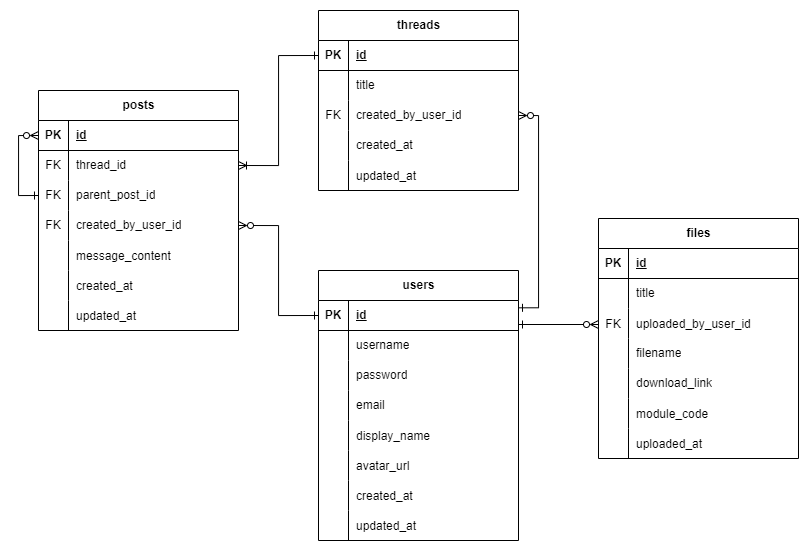 threads
PK id
title
FK created_by_user_id
created_at
updated_at
posts
PK id
FK thread_id
FK parent_post_id
FK created_by_user_id
message_content
created_at
updated_at
users
PK id
username
password
email
display_name
avatar_url
created_at
updated_at
files
PK id
title
FK uploaded_by_user_id
filename
download_link
module_code
uploaded_at